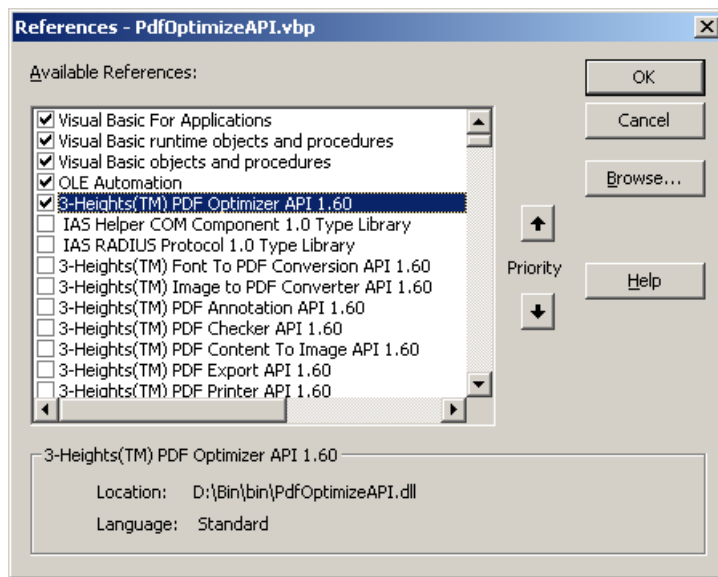 References - PdfOptimizeAPI.vbp
Available References:
OK
Visual Basic For Applications
Cancel
Visual Basic runtime objects and procedures
Visual Basic objects and procedures
OLE Automation
Browse...
3-Heights(TM) PDF Optimizer API 1.60
IAS Helper COM Component 1.0 Type Library
IAS RADIUS Protocol 1.0 Type Library
3-Heights(TM) Font To PDF Conversion API 1.60
Priority
3-Heights(TM) Image to PDF Converter API 1.60
Help
3-Heights(TM) PDF Annotation API 1.60
3-Heights(TM) PDF Checker API 1.60
3-Heights(TM) PDF Content To Image API 1.60
3-Heights(TM) PDF Export API 1.60
3-Heights(TM) PDF Printer API 1.60
3-Heights(TM) PDF Optimizer API 1.60
Location: D:\Bin\bin\PdfOptimizeAPI.dll
Language: Standard